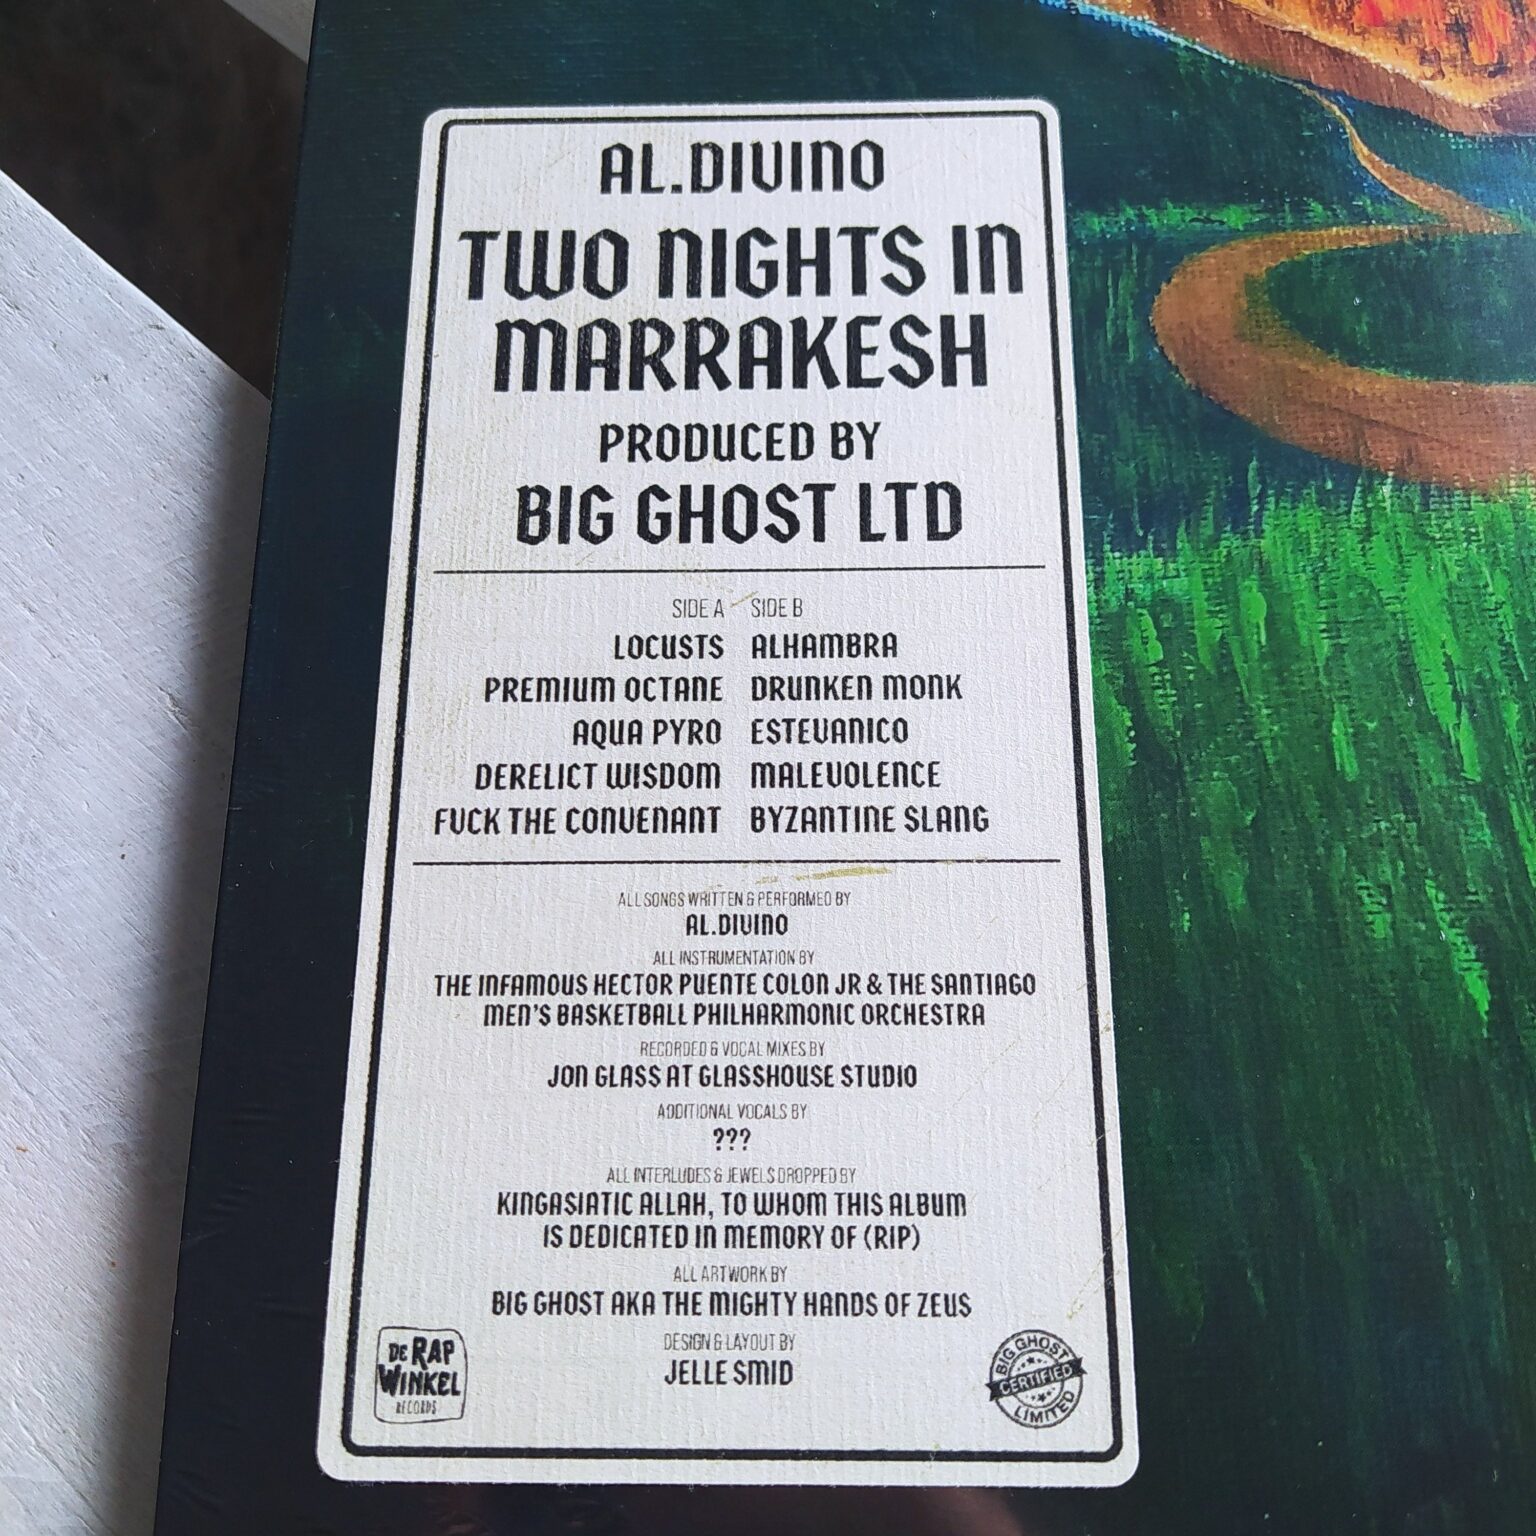 AL.DIVINO
TWO NIGHTS IN
MARRAKESH
PRODUCED BY
BIG GHOST LTD
SIDE A SIDE B
LOCUSTS ALHAMBRA
PREMIUM OCTANE DRUNKEN MONK
AQUA PYRO ESTEVANICO
DERELICT WISDOM MALEVOLENCE
FUCK THE CONVENANT BYZANTINE SLANG
ALL SONGS WRITTEN & PERFORMED BY
AL.DIVINO
ALL INSTRUMENTATION BY
THE INFAMOUS HECTOR PUENTE COLON JR & THE SANTIAGO
MEN'S BASKETBALL PHILHARMONIC ORCHESTRA
RECORDED & VOCAL MIXES BY
JON GLASS AT GLASSHOUSE STUDIO
ADDITIONAL VOCALS BY
???
ALL INTERLUDES & JEWELS DROPPED BY
KINGASIATIC ALLAH, TO WHOM THIS ALBUM
IS DEDICATED IN MEMORY OF (RIP)
ALL ARTWORK BY
BIG GHOST AKA THE MIGHTY HANDS OF ZEUS
DESIGN & LAYOUT BY
JELLE SMID
DE RAP
WINKEL
RECORDS
BIG GHOST
CERTIFIED
LIMITED